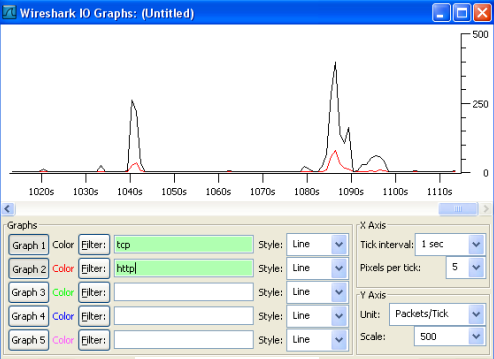 Wireshark IO Graphs: (Untitled)
500
250
0
1020s 1030s 1040s 1050s 1060s 1070s 1080s 1090s 1100s 1110s
Graphs
Graph 1 Color Filter: tcp Style: Line
Graph 2 Color Filter: http Style: Line
Graph 3 Color Filter: Style: Line
Graph 4 Color Filter: Style: Line
Graph 5 Color Filter: Style: Line
X Axis
Tick interval: 1 sec
Pixels per tick: 5
Y Axis
Unit: Packets/Tick
Scale: 500